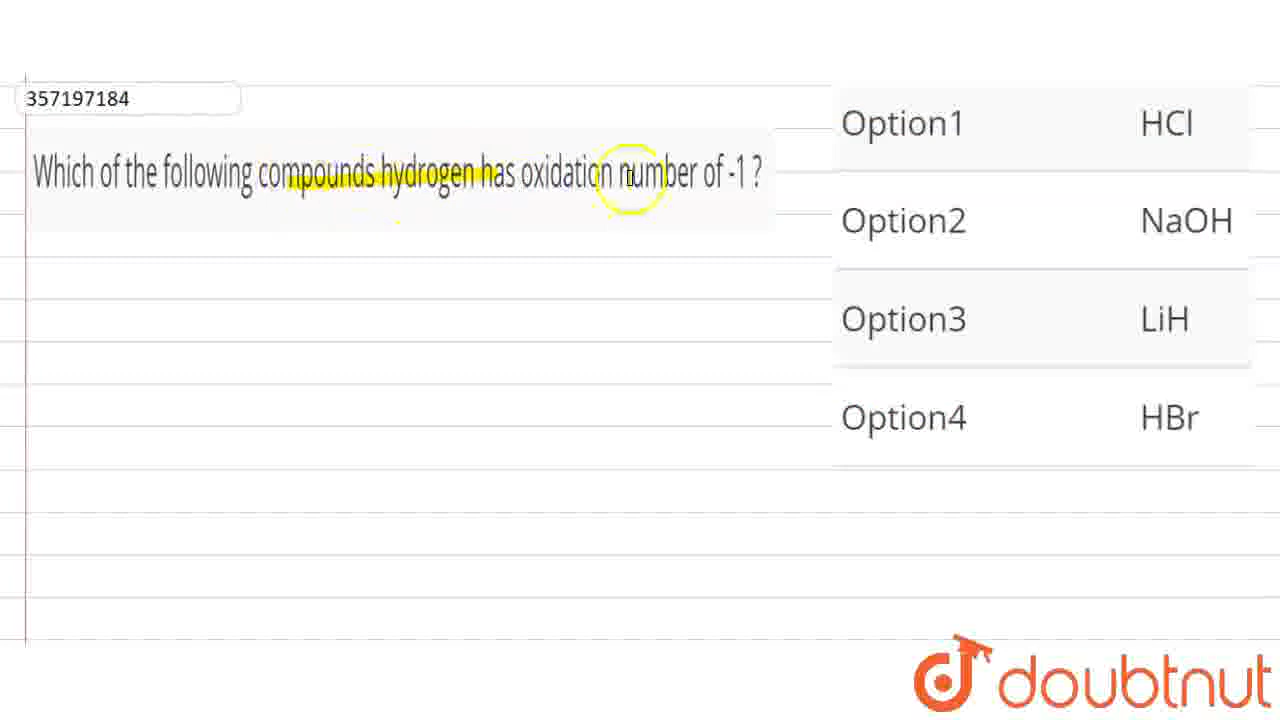 357197184
Which of the following compounds hydrogen has oxidation number of -1 ?
Option1 HCl
Option2 NaOH
Option3 LiH
Option4 HBr
doubtnut